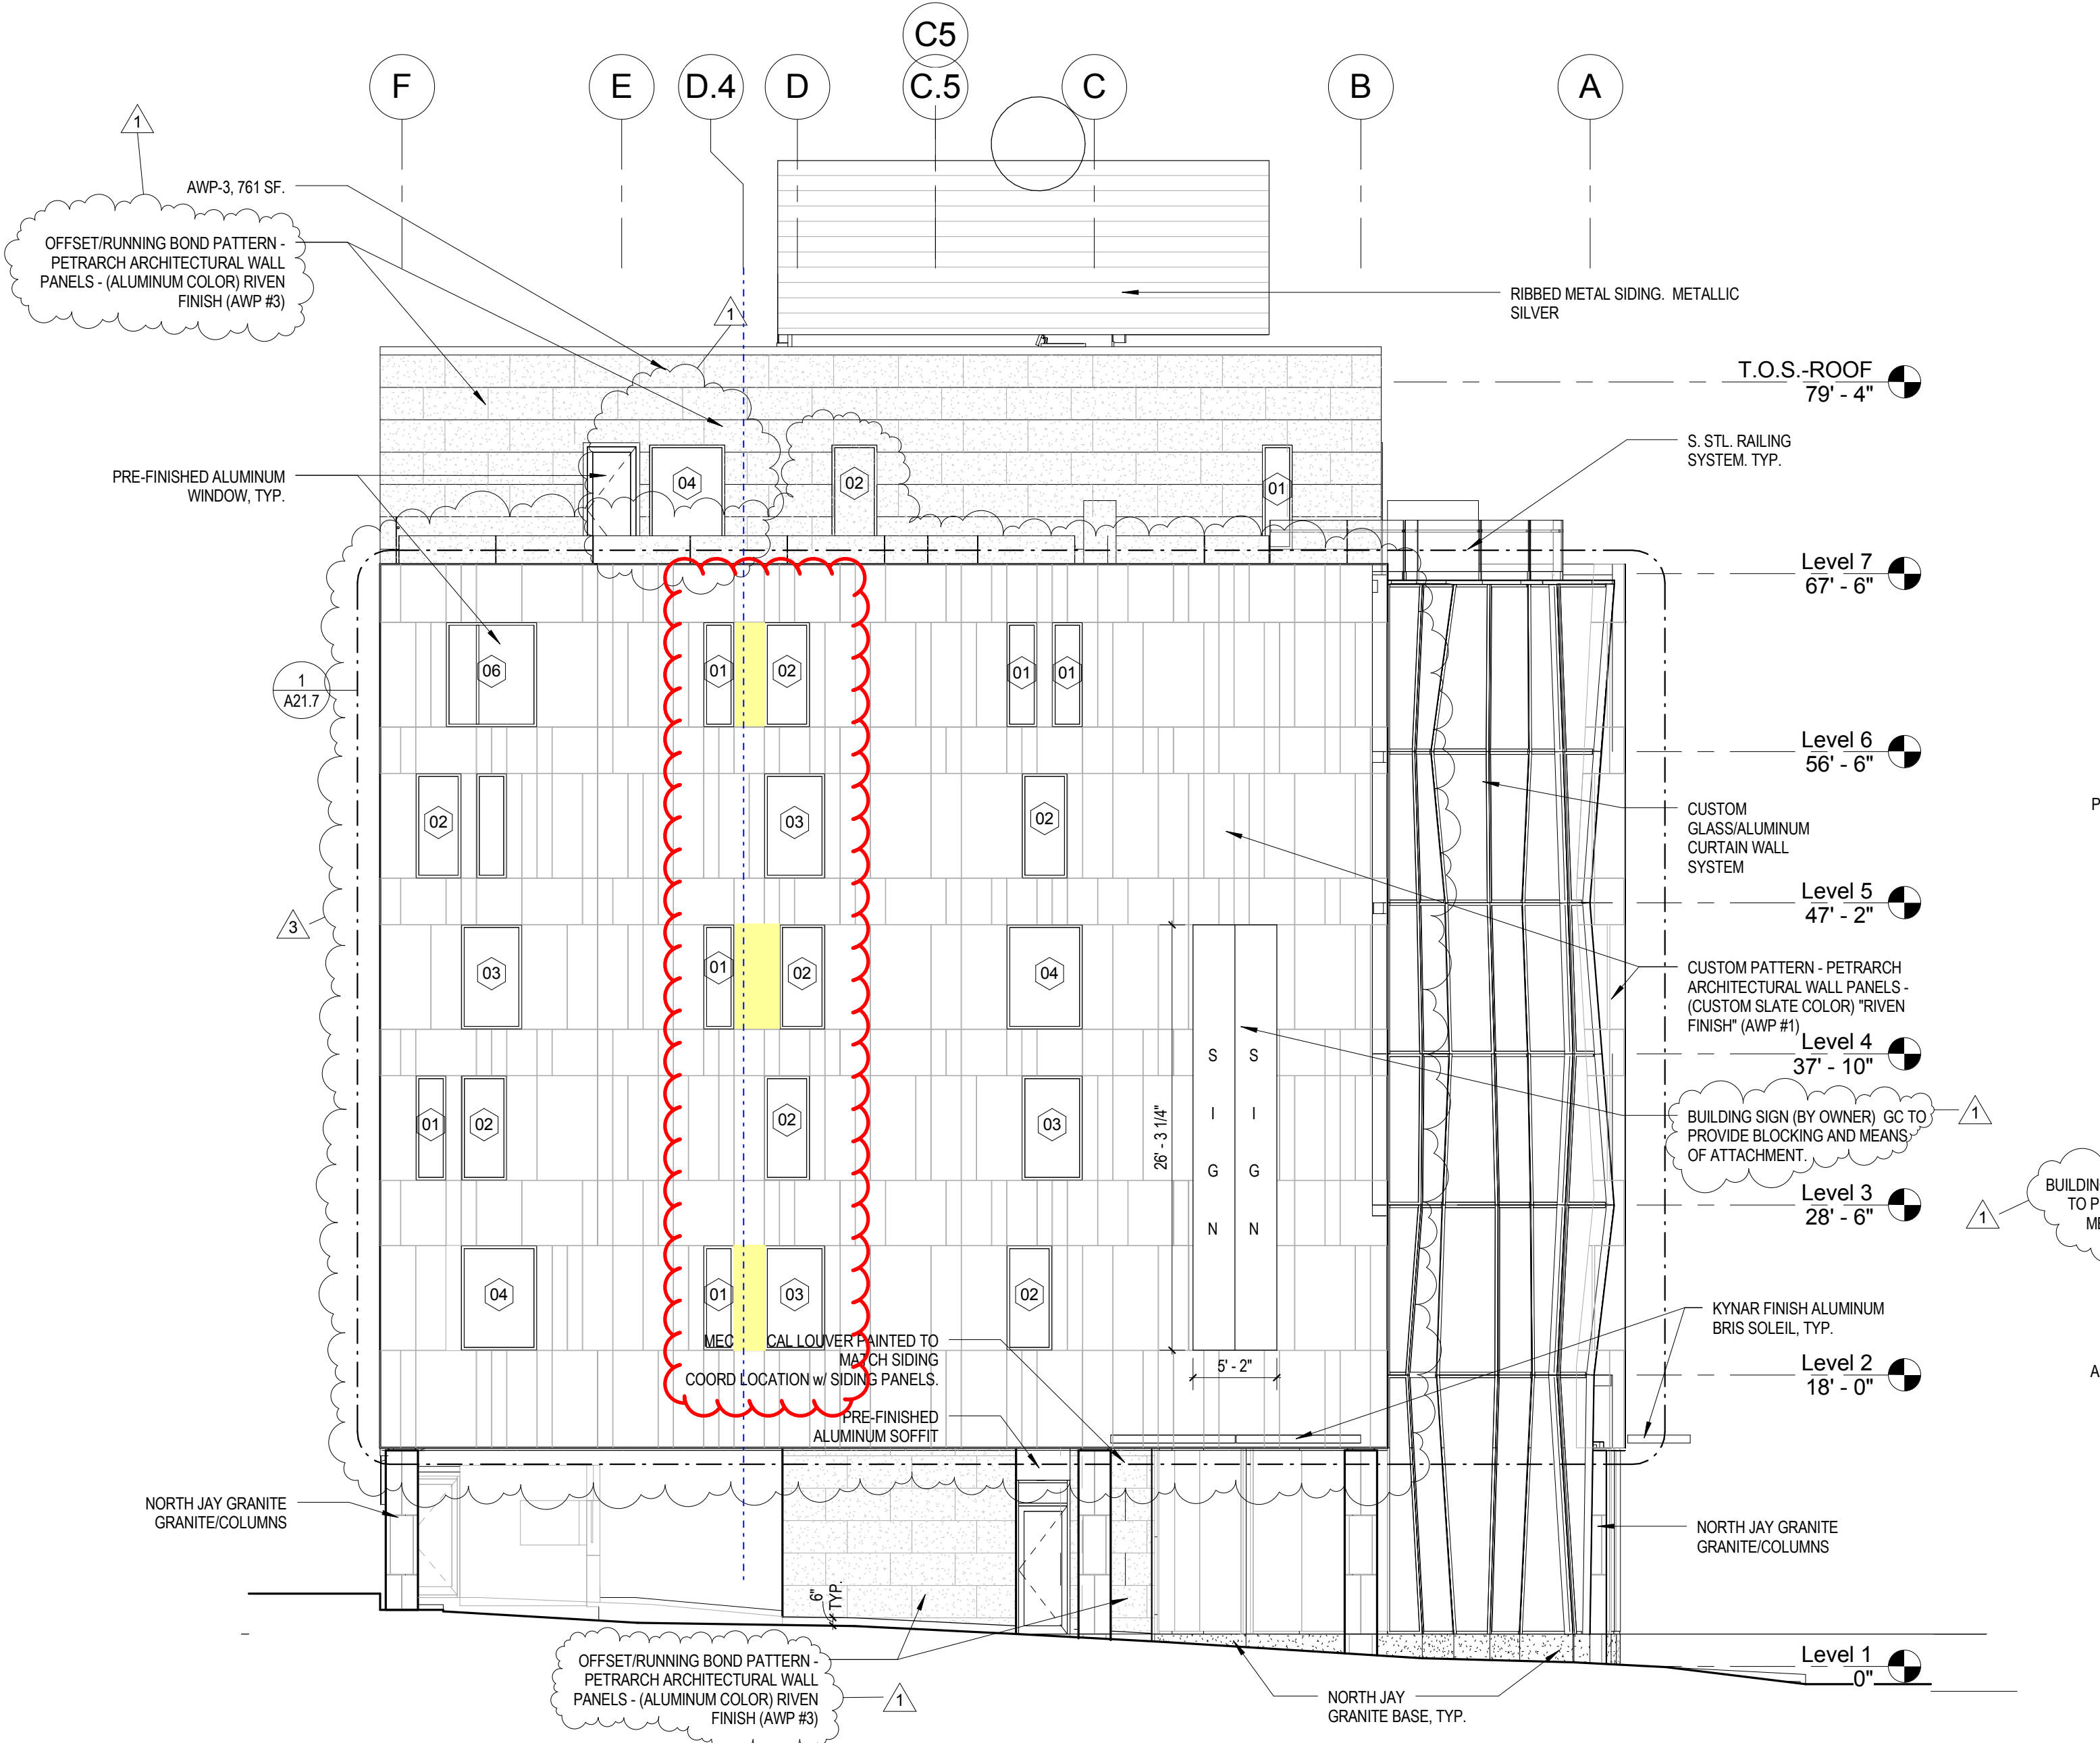 C5
F
E
D.4
D
C.5
C
B
A
1
AWP-3, 761 SF.
OFFSET/RUNNING BOND PATTERN -
PETRARCH ARCHITECTURAL WALL
PANELS - (ALUMINUM COLOR) RIVEN
FINISH (AWP #3)
1
RIBBED METAL SIDING. METALLIC
SILVER
T.O.S.-ROOF
79' - 4"
S. STL. RAILING
SYSTEM. TYP.
PRE-FINISHED ALUMINUM
WINDOW, TYP.
04
02
01
Level 7
67' - 6"
1
A21.7
06
01
02
01
01
Level 6
56' - 6"
02
03
02
CUSTOM
GLASS/ALUMINUM
CURTAIN WALL
SYSTEM
P
Level 5
47' - 2"
3
03
01
02
04
CUSTOM PATTERN - PETRARCH
ARCHITECTURAL WALL PANELS -
(CUSTOM SLATE COLOR) "RIVEN
FINISH" (AWP #1)
Level 4
37' - 10"
S I G N
S I G N
26' - 3 1/4"
01
02
02
03
BUILDING SIGN (BY OWNER) GC TO
PROVIDE BLOCKING AND MEANS
OF ATTACHMENT.
1
Level 3
28' - 6"
BUILDING
TO P
ME
1
04
01
03
02
KYNAR FINISH ALUMINUM
BRIS SOLEIL, TYP.
MEC CAL LOUVER PAINTED TO
MATCH SIDING
COORD LOCATION w/ SIDING PANELS.
5' - 2"
Level 2
18' - 0"
A
PRE-FINISHED
ALUMINUM SOFFIT
NORTH JAY GRANITE
GRANITE/COLUMNS
NORTH JAY GRANITE
GRANITE/COLUMNS
6"
TYP.
OFFSET/RUNNING BOND PATTERN -
PETRARCH ARCHITECTURAL WALL
PANELS - (ALUMINUM COLOR) RIVEN
FINISH (AWP #3)
1
NORTH JAY
GRANITE BASE, TYP.
Level 1
0"